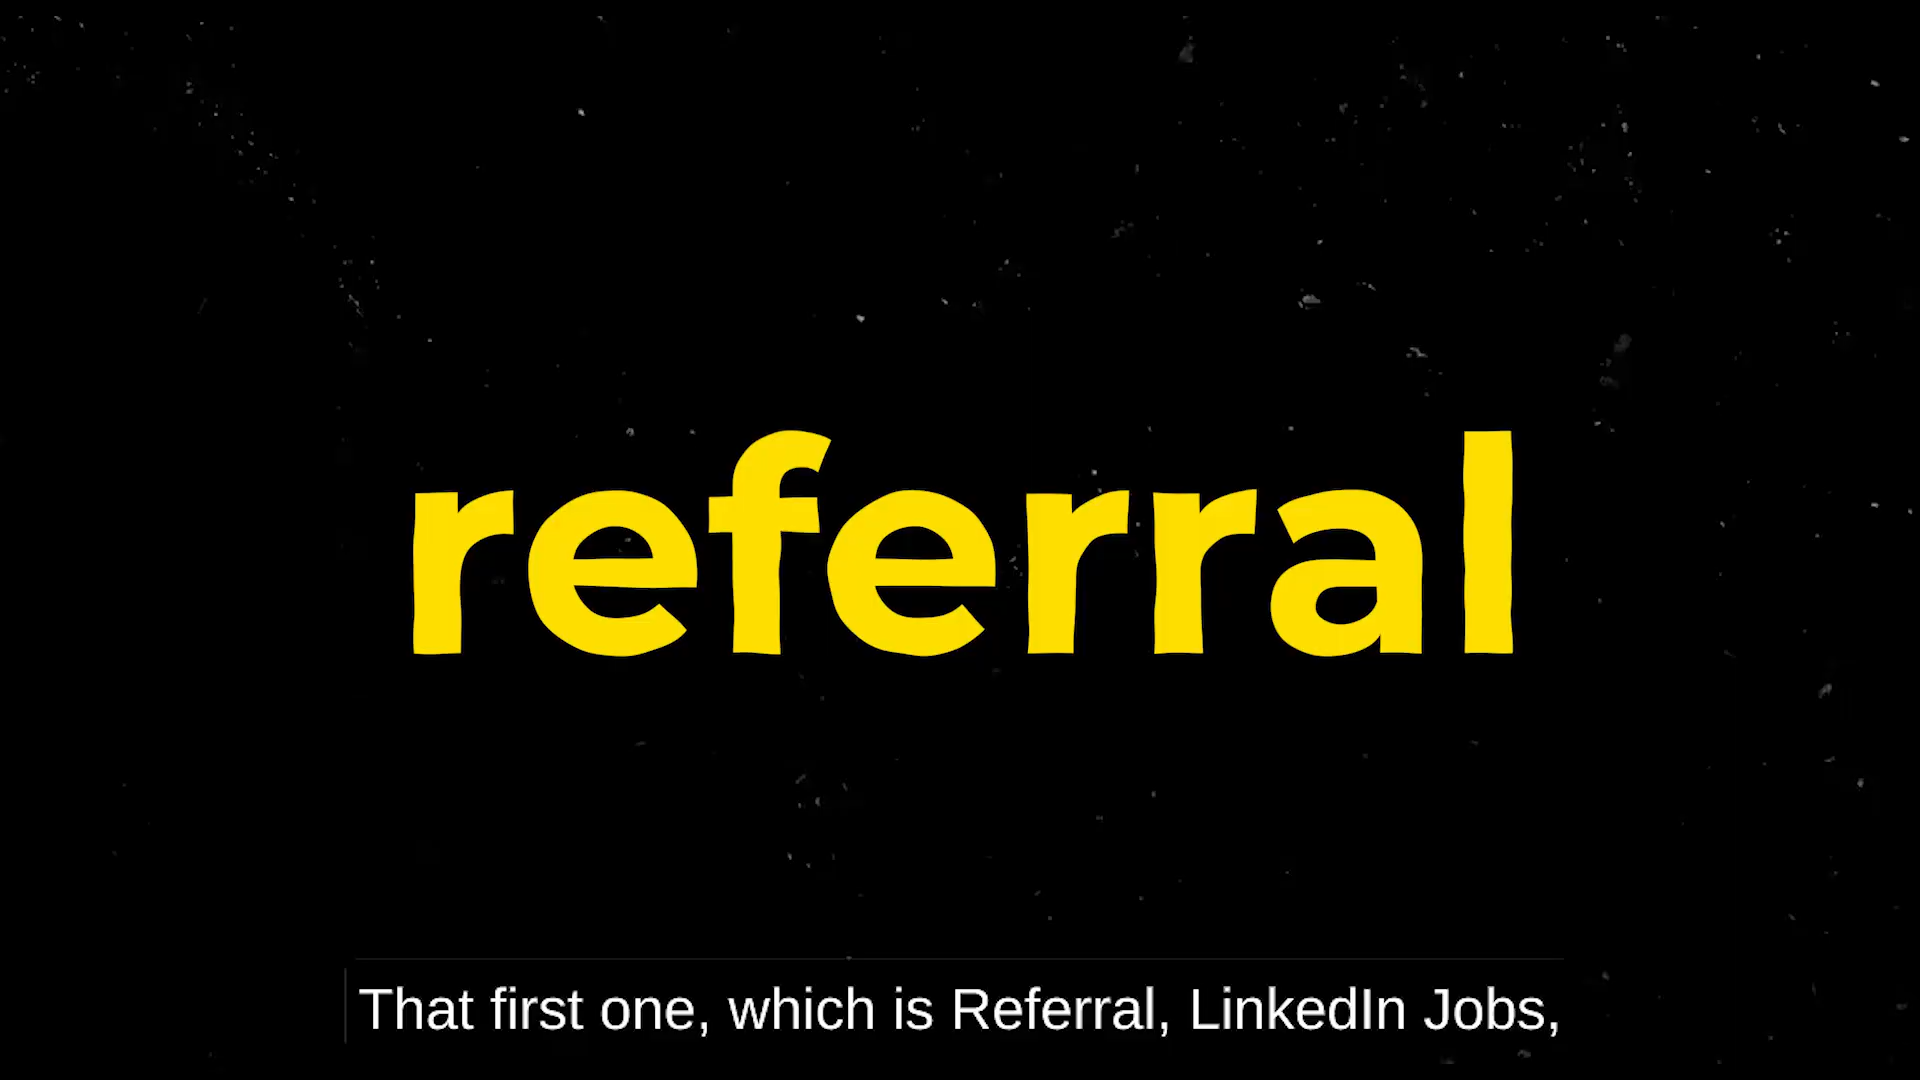 referral
That first one, which is Referral, LinkedIn Jobs,